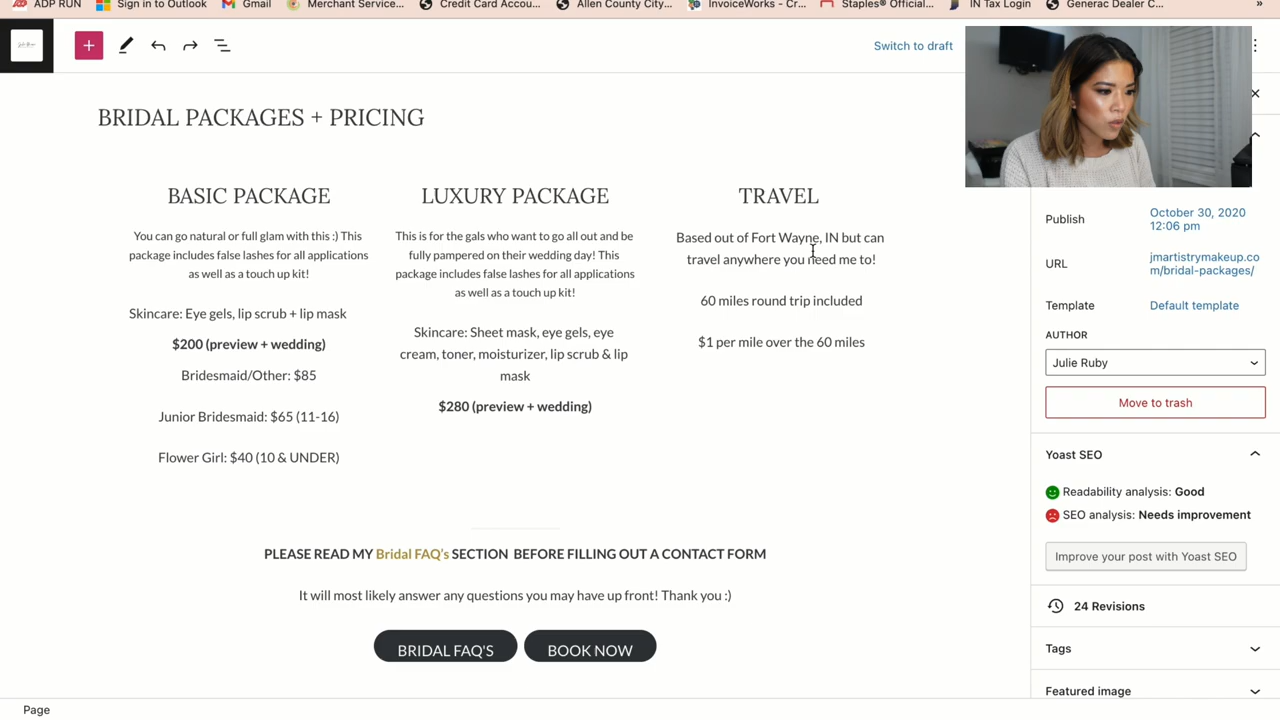 ADP RUN
Sign in to Outlook
Gmail
Merchant Service...
Credit Card Accou...
Allen County City...
InvoiceWorks - Cr...
Staples® Official...
IN Tax Login
Generac Dealer C...
»
Switch to draft
BRIDAL PACKAGES + PRICING
BASIC PACKAGE
You can go natural or full glam with this :) This
package includes false lashes for all applications
as well as a touch up kit!
Skincare: Eye gels, lip scrub + lip mask
$200 (preview + wedding)
Bridesmaid/Other: $85
Junior Bridesmaid: $65 (11-16)
Flower Girl: $40 (10 & UNDER)
LUXURY PACKAGE
This is for the gals who want to go all out and be
fully pampered on their wedding day! This
package includes false lashes for all applications
as well as a touch up kit!
Skincare: Sheet mask, eye gels, eye
cream, toner, moisturizer, lip scrub & lip
mask
$280 (preview + wedding)
TRAVEL
Based out of Fort Wayne, IN but can
travel anywhere you need me to!
60 miles round trip included
$1 per mile over the 60 miles
PLEASE READ MY Bridal FAQ's SECTION BEFORE FILLING OUT A CONTACT FORM
It will most likely answer any questions you may have up front! Thank you :)
BRIDAL FAQ'S
BOOK NOW
Page
Publish
October 30, 2020
12:06 pm
URL
jmartistrymakeup.co
m/bridal-packages/
Template
Default template
AUTHOR
Julie Ruby
Move to trash
Yoast SEO
Readability analysis: Good
SEO analysis: Needs improvement
Improve your post with Yoast SEO
24 Revisions
Tags
Featured image